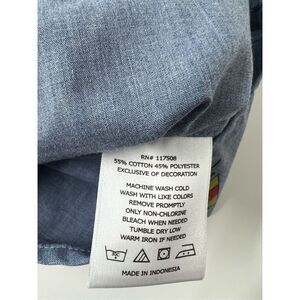 RN# 117508
55% COTTON 45% POLYESTER
EXCLUSIVE OF DECORATION
MACHINE WASH COLD
WASH WITH LIKE COLORS
REMOVE PROMPTLY
ONLY NON-CHLORINE
BLEACH WHEN NEEDED
TUMBLE DRY LOW
WARM IRON IF NEEDED
MADE IN INDONESIA